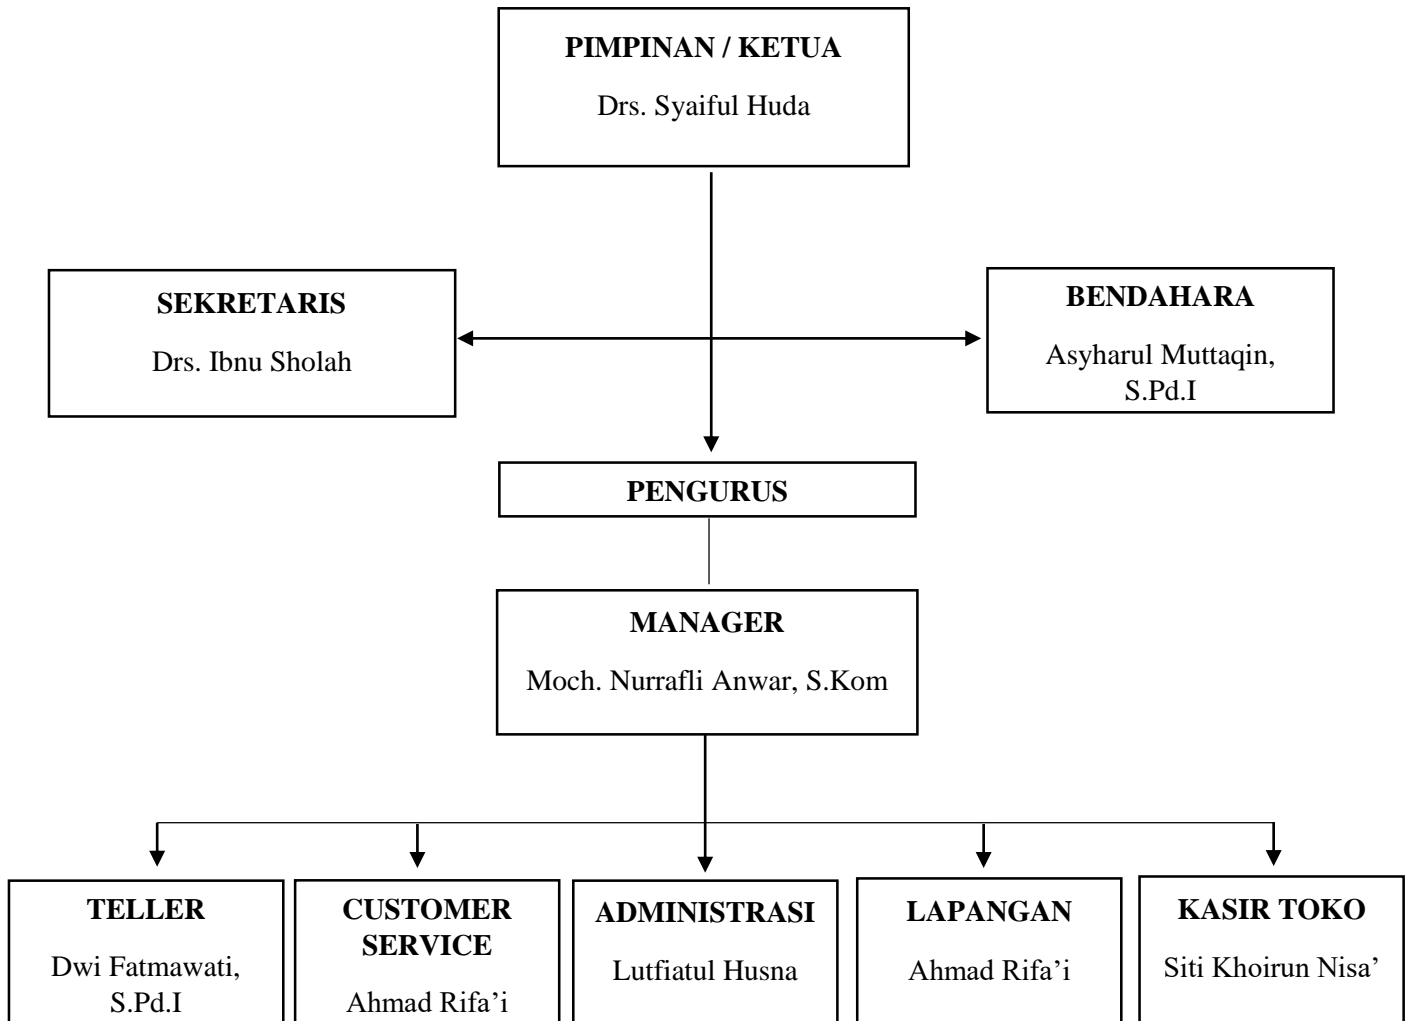 PIMPINAN / KETUA
Drs. Syaiful Huda
SEKRETARIS
Drs. Ibnu Sholah
BENDAHARA
Asyharul Muttaqin,
S.Pd.I
PENGURUS
MANAGER
Moch. Nurrafli Anwar, S.Kom
TELLER
Dwi Fatmawati,
S.Pd.I
CUSTOMER
SERVICE
Ahmad Rifa’i
ADMINISTRASI
Lutfiatul Husna
LAPANGAN
Ahmad Rifa’i
KASIR TOKO
Siti Khoirun Nisa’